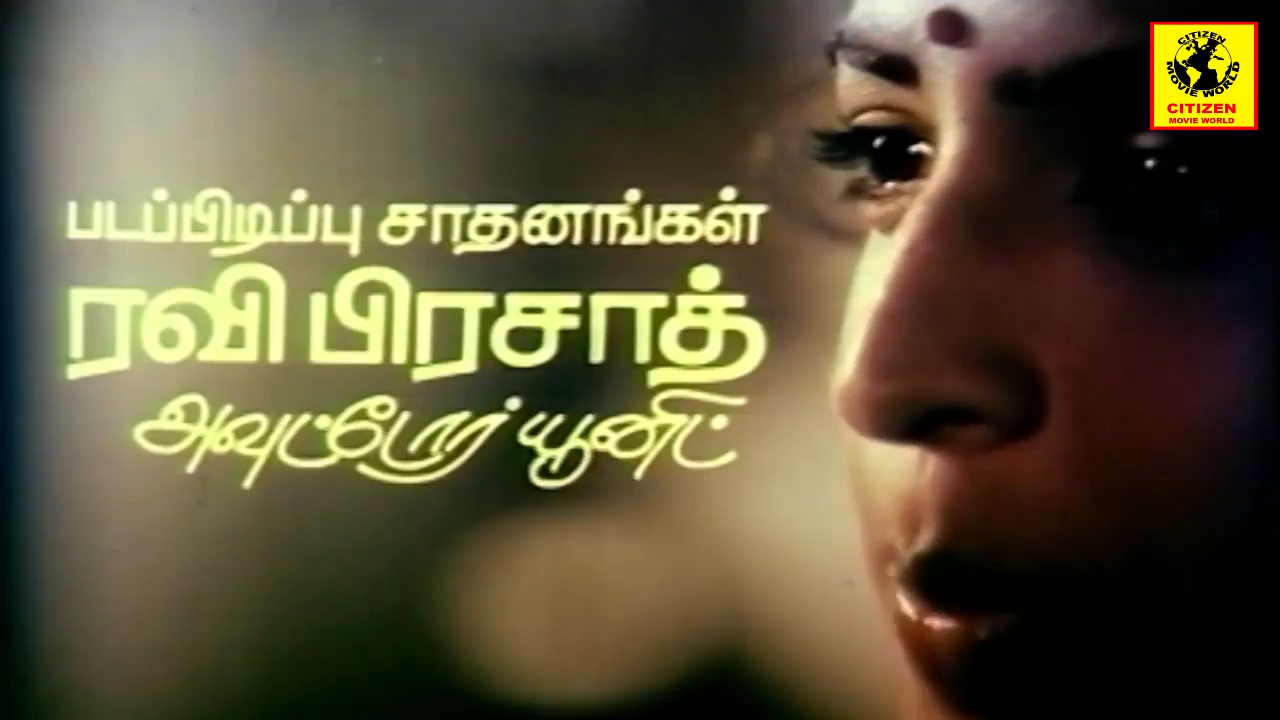 படப்பிடிப்பு சாதனங்கள்
ரவி பிரசாத்
அவுட்டோர் யூனிட்
CITIZEN
MOVIE WORLD
CITIZEN
MOVIE WORLD